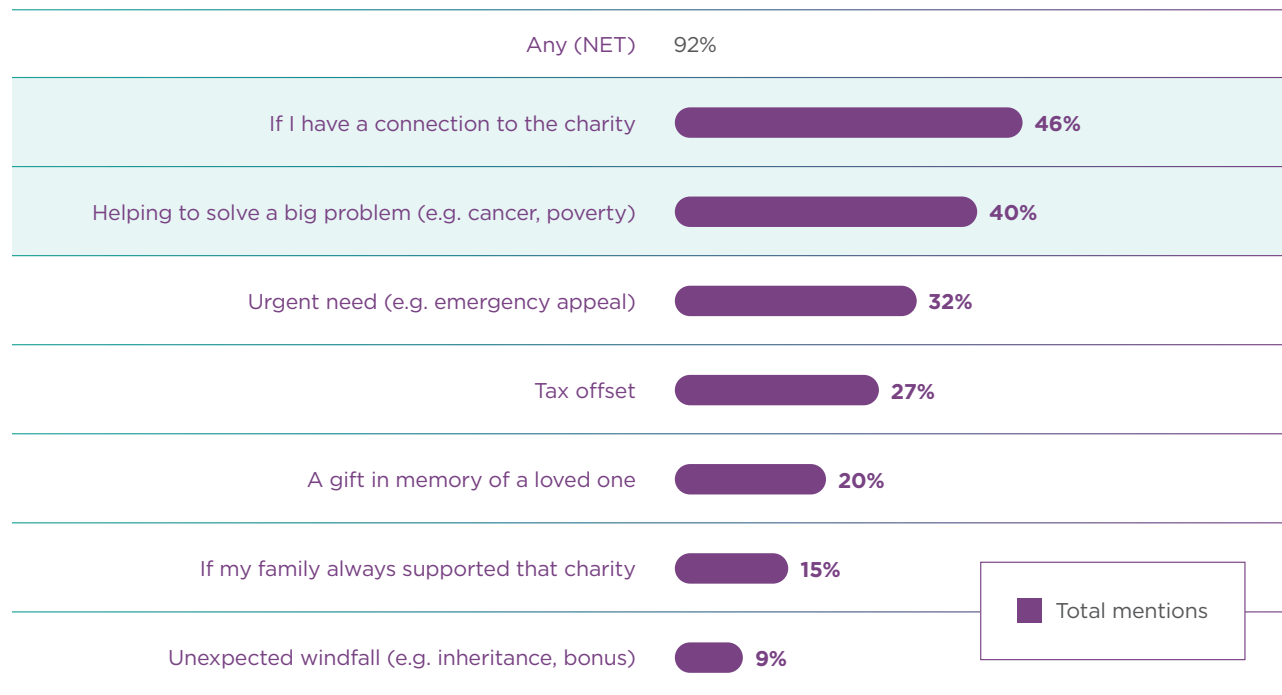 Any (NET) 92%
If I have a connection to the charity 46%
Helping to solve a big problem (e.g. cancer, poverty) 40%
Urgent need (e.g. emergency appeal) 32%
Tax offset 27%
A gift in memory of a loved one 20%
If my family always supported that charity 15%
Total mentions
Unexpected windfall (e.g. inheritance, bonus) 9%